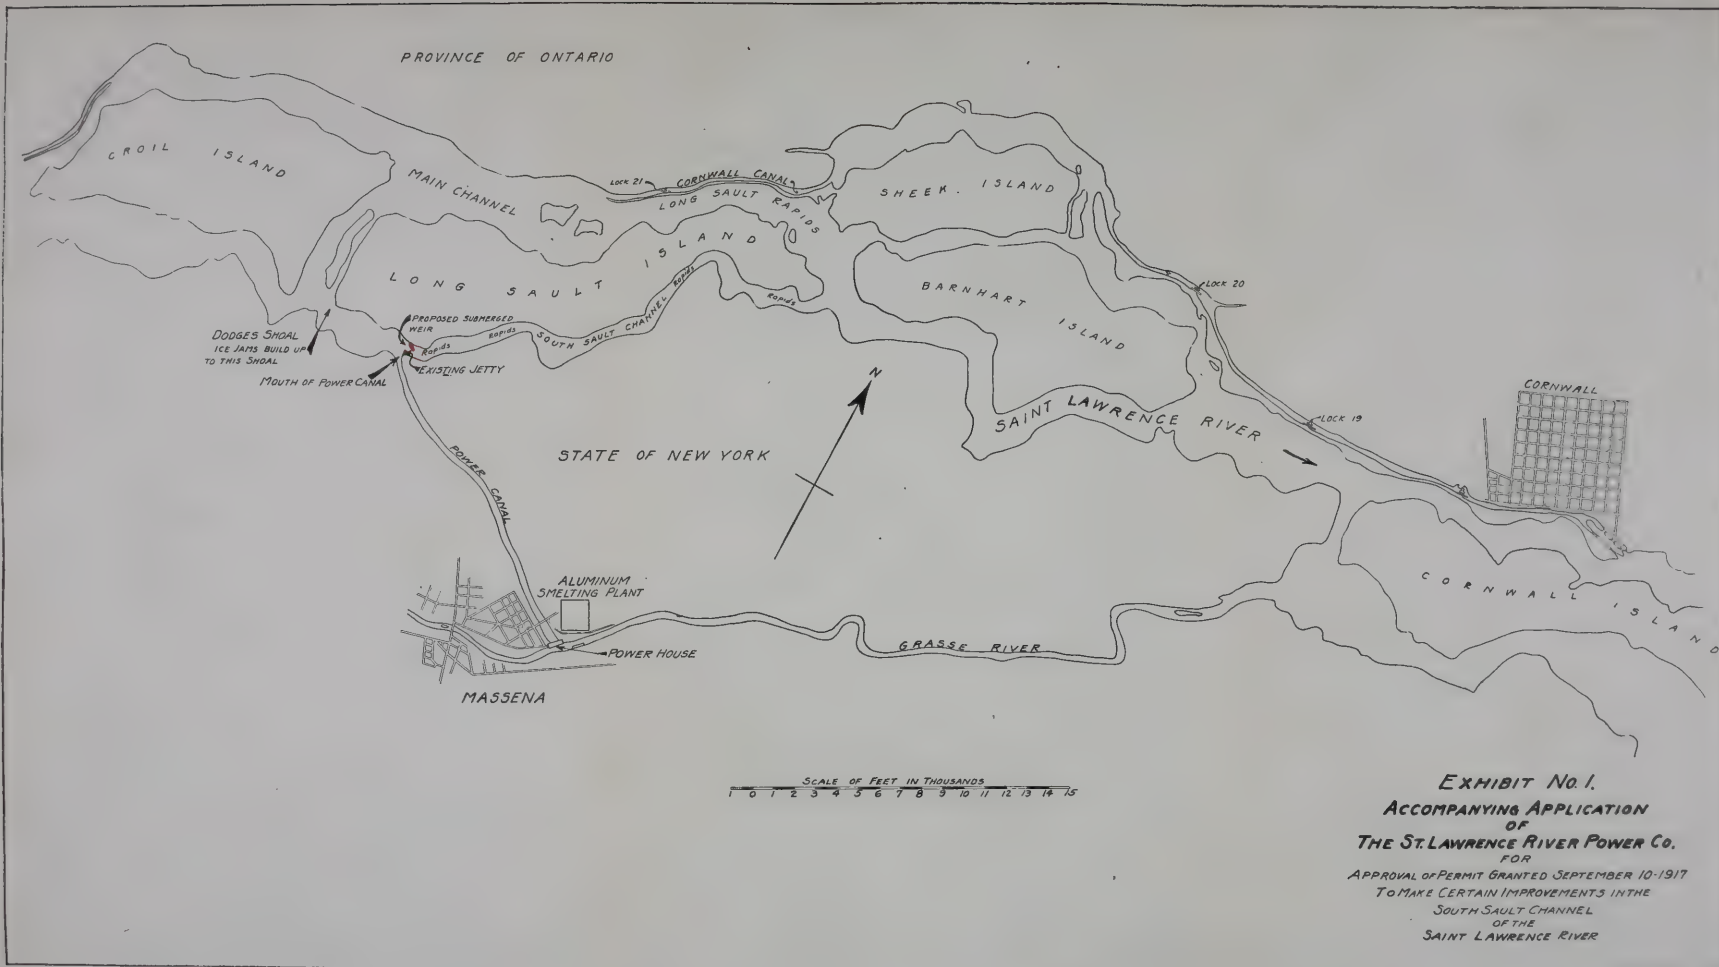 PROVINCE OF ONTARIO
CROIL ISLAND
MAIN CHANNEL
LOCK 21
CORNWALL CANAL
LONG SAULT RAPIDS
SHEEK. ISLAND
LONG SAULT ISLAND
BARNHART ISLAND
LOCK 20
Rapids
Rapids
SOUTH SAULT CHANNEL
Rapids
Rapids
PROPOSED SUBMERGED
WEIR
DODGES SHOAL
ICE JAMS BUILD UP
TO THIS SHOAL
MOUTH OF POWER CANAL
EXISTING JETTY
N
SAINT LAWRENCE RIVER
LOCK 19
CORNWALL
POWER CANAL
STATE OF NEW YORK
ALUMINUM
SMELTING PLANT
CORNWALL ISLAND
GRASSE RIVER
POWER HOUSE
MASSENA
SCALE OF FEET IN THOUSANDS
1 0 1 2 3 4 5 6 7 8 9 10 11 12 13 14 15
EXHIBIT NO. 1.
ACCOMPANYING APPLICATION
OF
THE ST. LAWRENCE RIVER POWER CO.
FOR
APPROVAL OF PERMIT GRANTED SEPTEMBER 10-1917
TO MAKE CERTAIN IMPROVEMENTS IN THE
SOUTH SAULT CHANNEL
OF THE
SAINT LAWRENCE RIVER